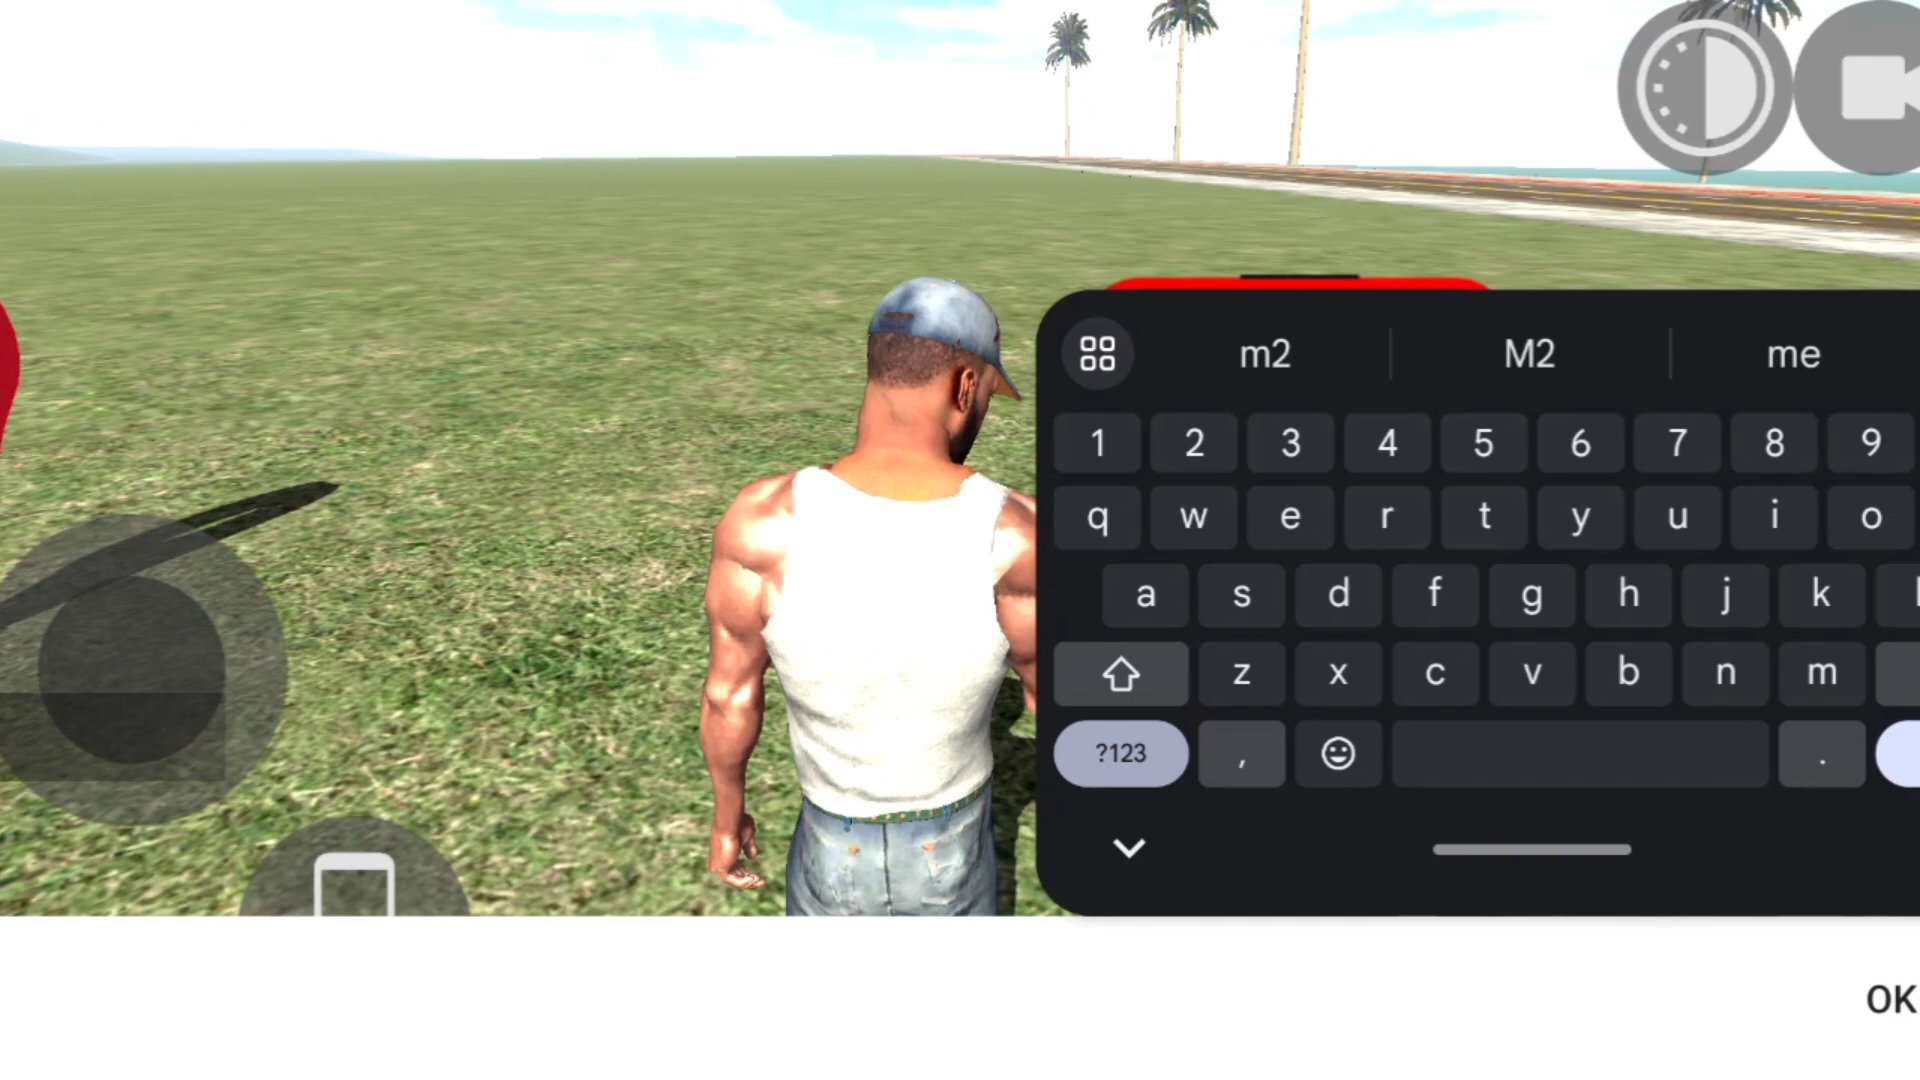 m2 M2 me
1 2 3 4 5 6 7 8 9
q w e r t y u i o
a s d f g h j k
z x c v b n m
?123 , .
OK